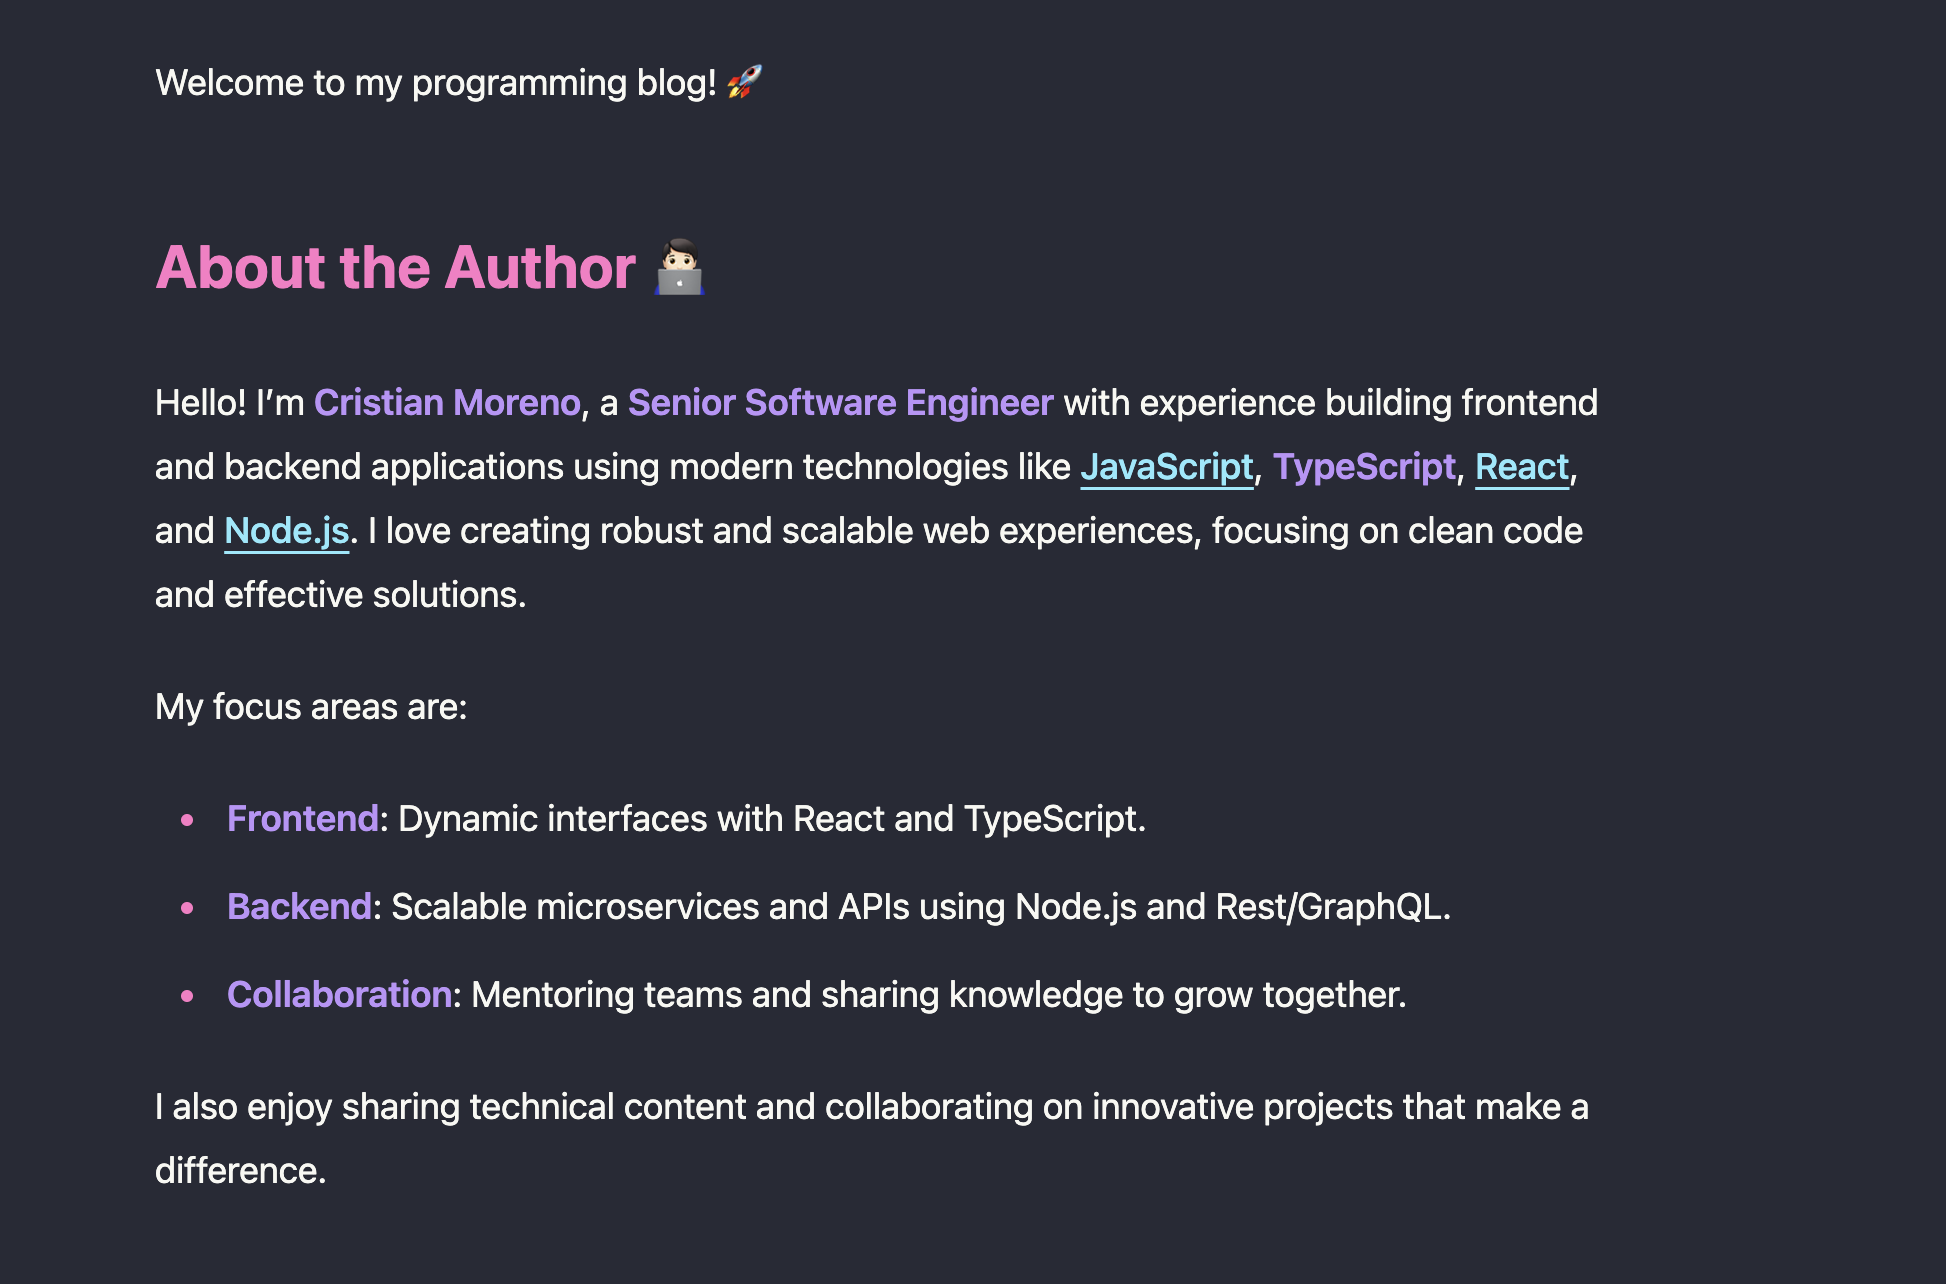 Welcome to my programming blog! 🚀
About the Author 👨🏻‍💻
Hello! I’m Cristian Moreno, a Senior Software Engineer with experience building frontend
and backend applications using modern technologies like JavaScript, TypeScript, React,
and Node.js. I love creating robust and scalable web experiences, focusing on clean code
and effective solutions.
My focus areas are:
• Frontend: Dynamic interfaces with React and TypeScript.
• Backend: Scalable microservices and APIs using Node.js and Rest/GraphQL.
• Collaboration: Mentoring teams and sharing knowledge to grow together.
I also enjoy sharing technical content and collaborating on innovative projects that make a
difference.